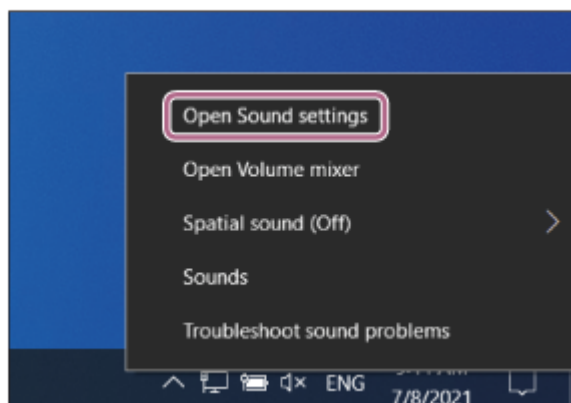 Open Sound settings
Open Volume mixer
Spatial sound (Off)
Sounds
Troubleshoot sound problems
ENG
7/8/2021